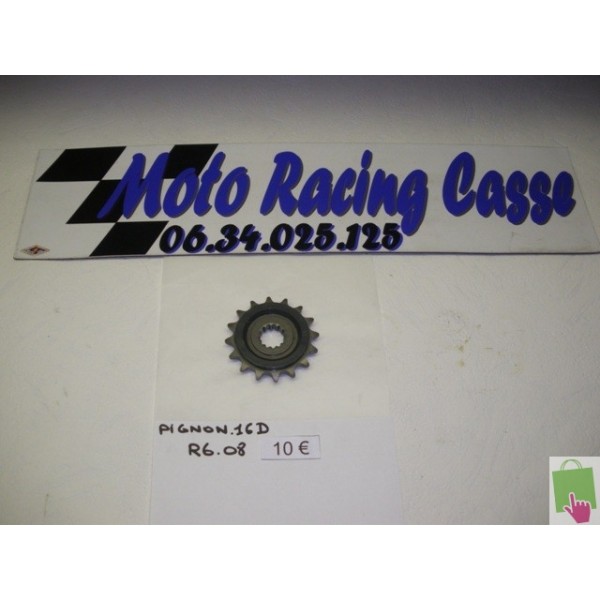 Moto Racing Casse
06.34.025.125
PIGNON.16D
R6.08
10 €